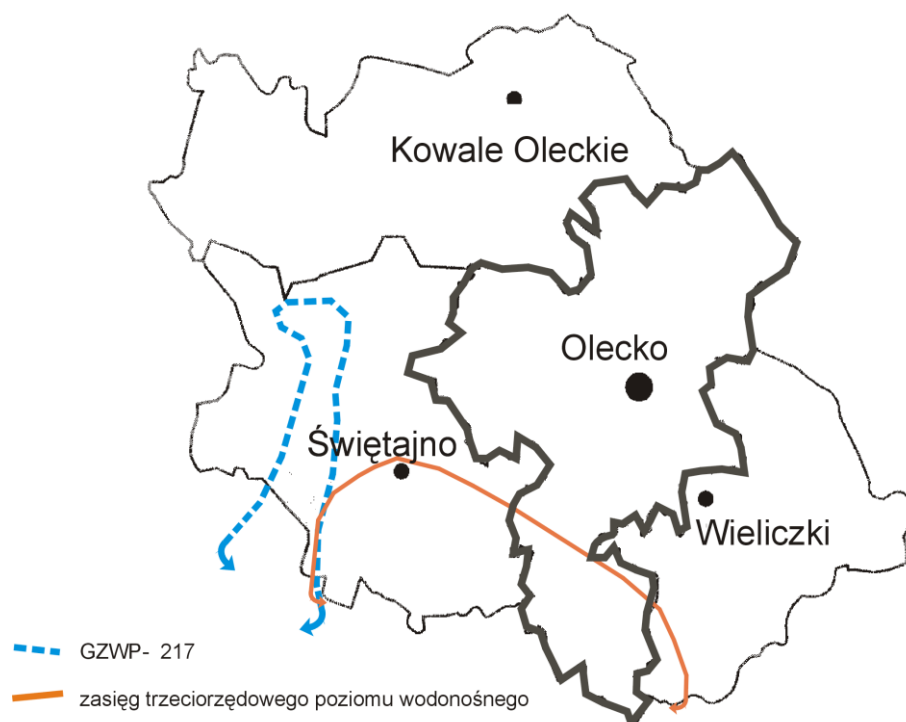 Kowale Oleckie
Olecko
Świętajno
Wieliczki
GZWP- 217
zasięg trzeciorzędowego poziomu wodonośnego